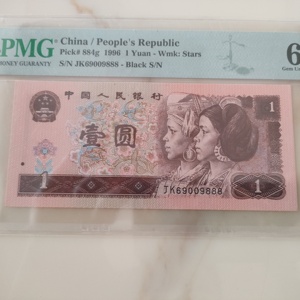 PMG
MONEY GUARANTY
China / People's Republic
Pick# 884g 1996 1 Yuan - Wmk: Stars
S/N JK69009888 - Black S/N
6
Gem
中国人民银行
1
壹圆
1
1
JK69009888